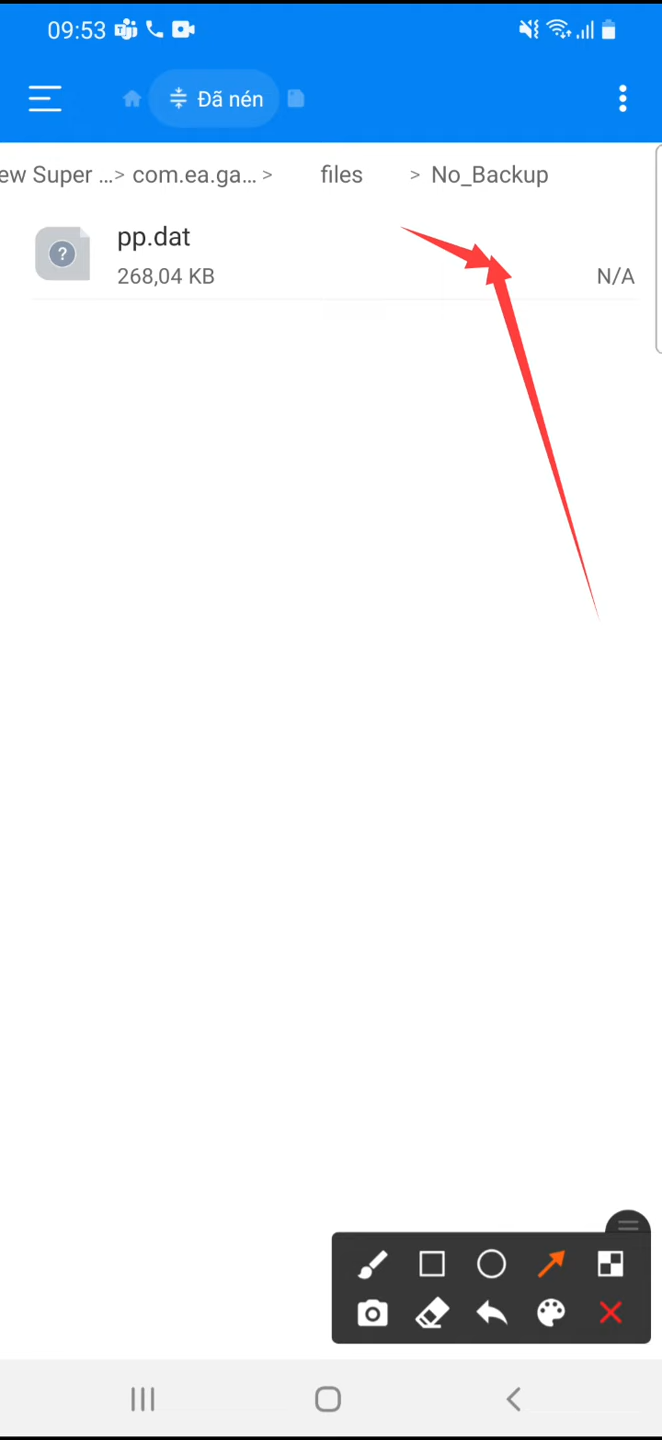 09:53
Đã nén
ew Super ...> com.ea.ga... > files > No_Backup
pp.dat
268,04 KB
N/A